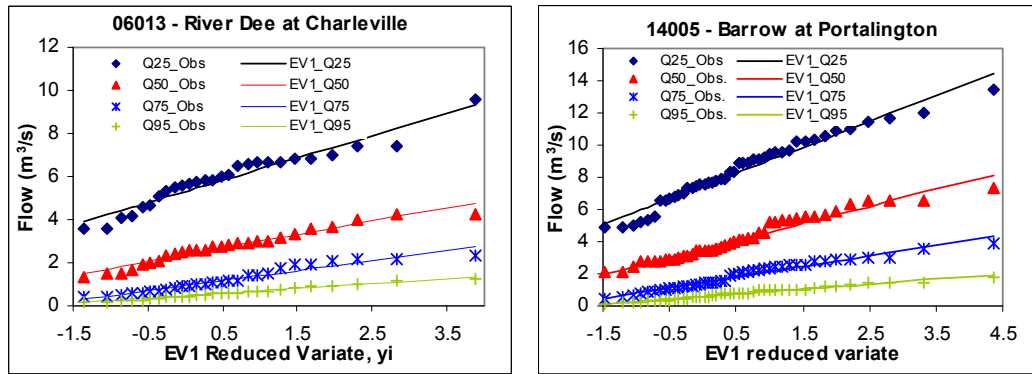 06013 - River Dee at Charleville
Flow (m³/s)
12
10
8
6
4
2
0
Q25_Obs EV1_Q25
Q50_Obs EV1_Q50
Q75_Obs EV1_Q75
Q95_Obs EV1_Q95
-1.5 -0.5 0.5 1.5 2.5 3.5
EV1 Reduced Variate, yi
14005 - Barrow at Portalington
Flow (m³/s)
16
14
12
10
8
6
4
2
0
Q25_Obs EV1_Q25
Q50_Obs. EV1_Q50
Q75_Obs. EV1_Q75
Q95_Obs. EV1_Q95
-1.5 -0.5 0.5 1.5 2.5 3.5 4.5
EV1 reduced variate